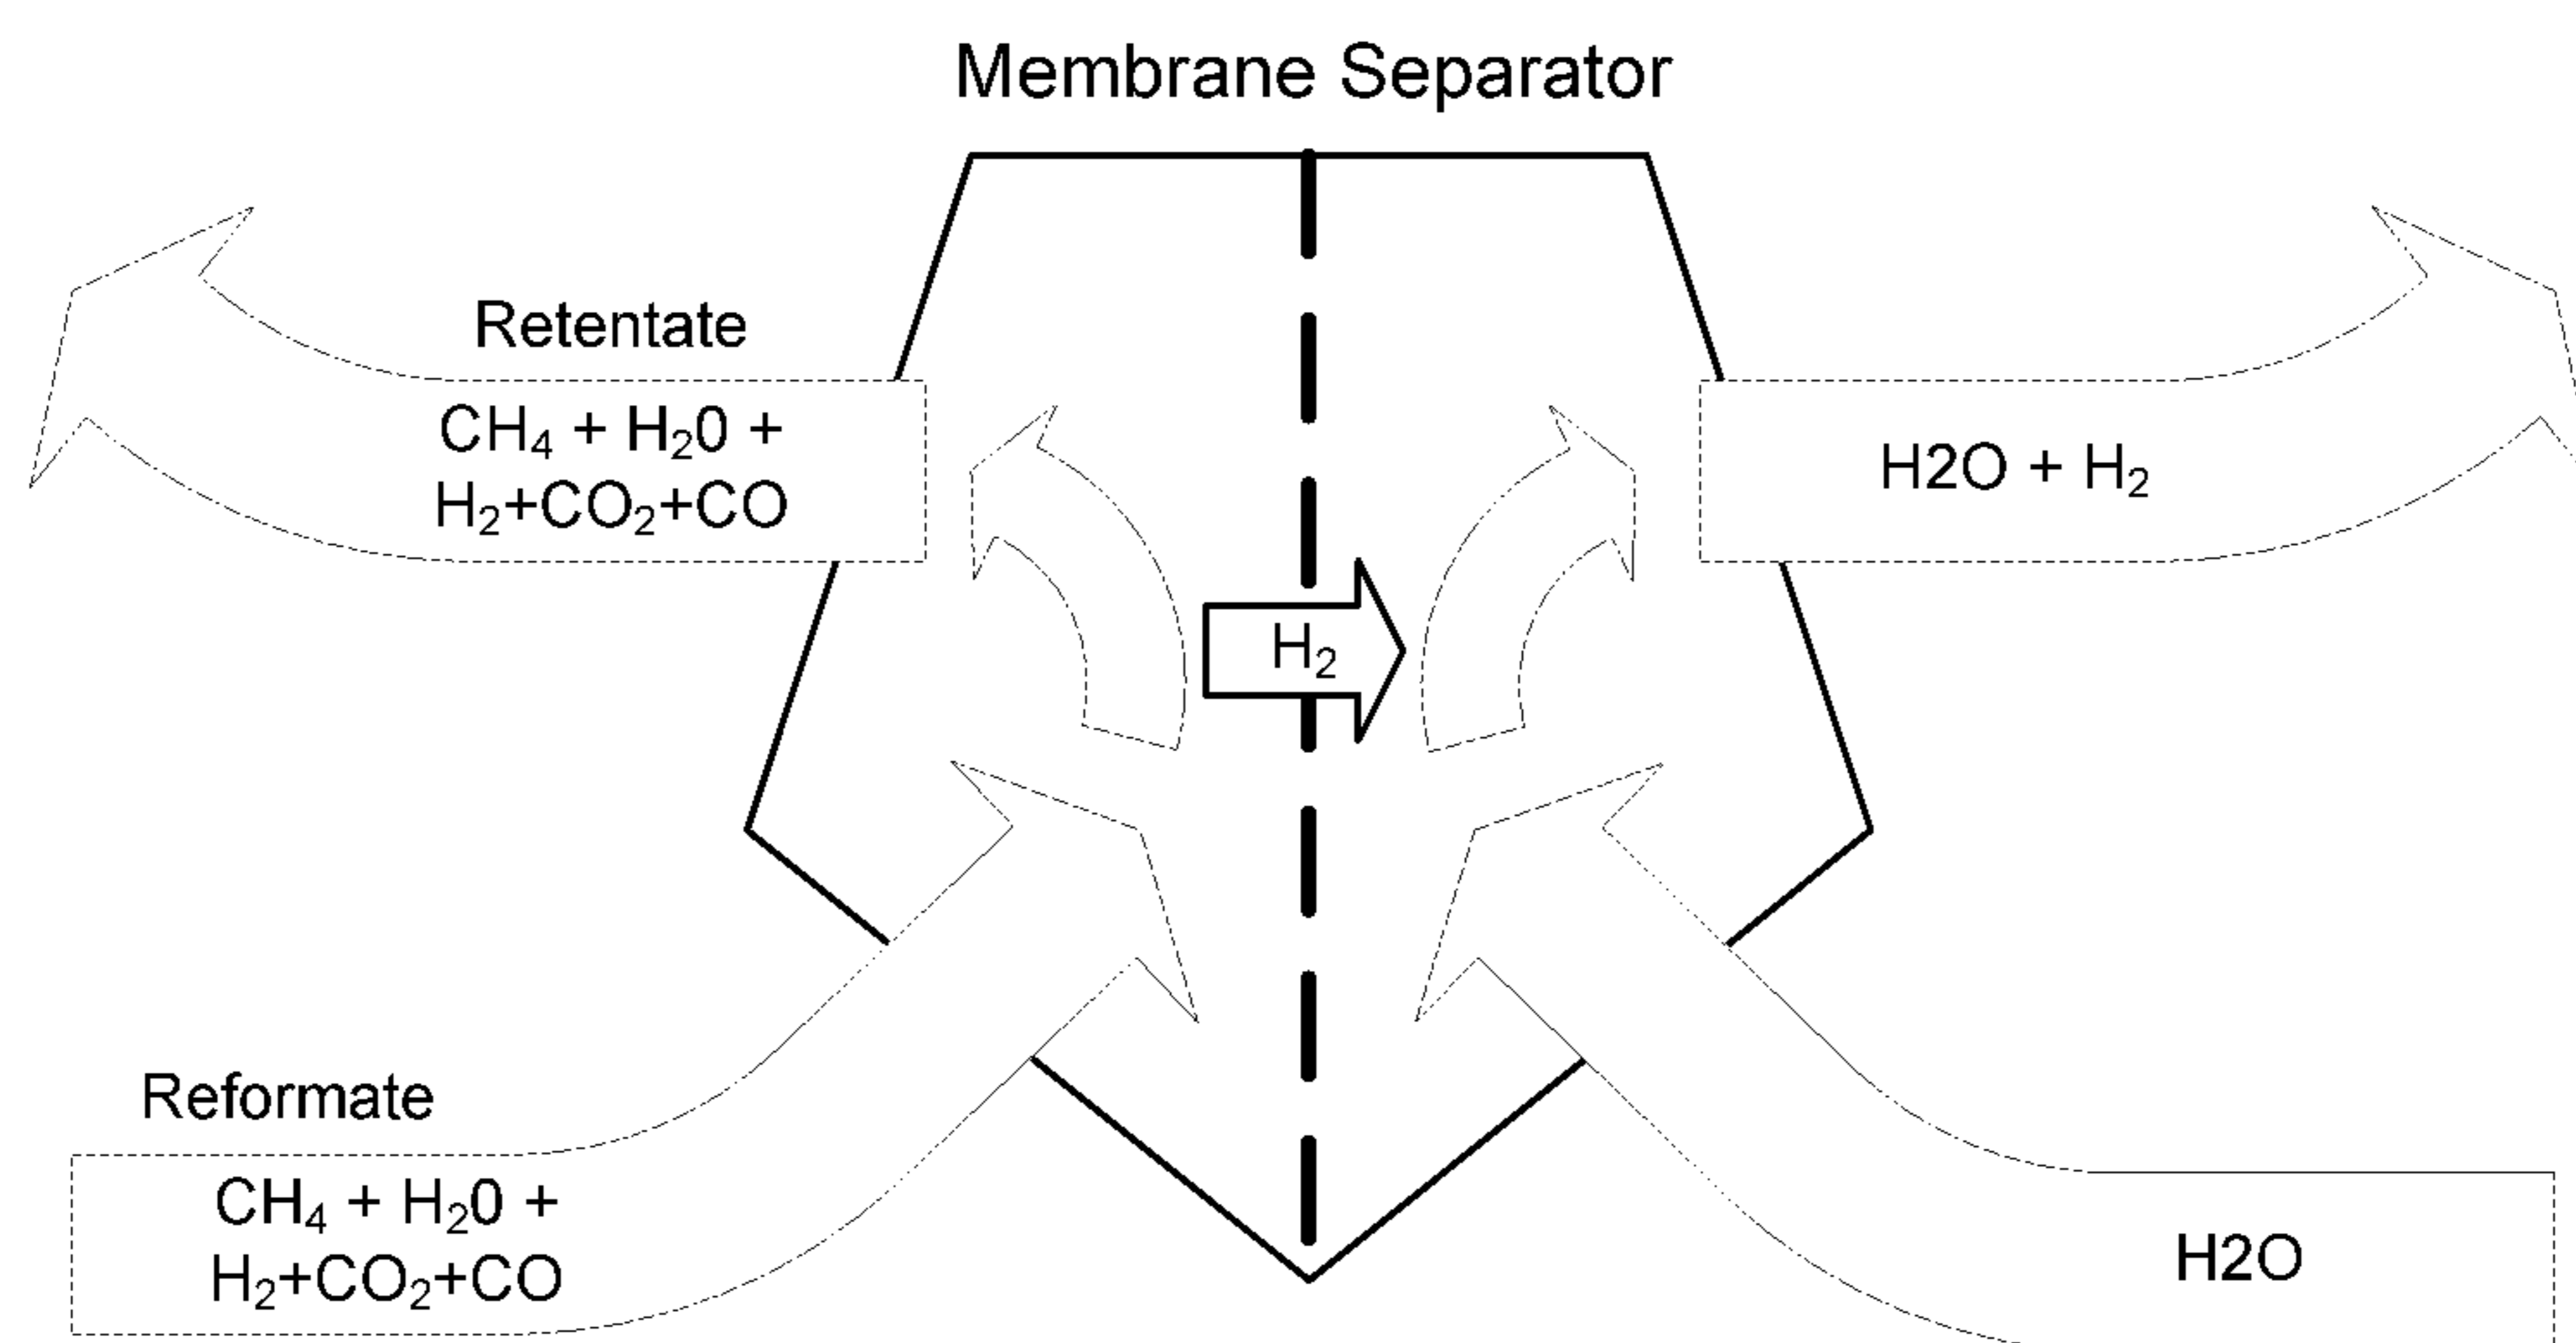 Membrane Separator
Retentate
CH₄ + H₂0 +
H₂+CO₂+CO
H2O + H₂
H₂
Reformate
CH₄ + H₂0 +
H₂+CO₂+CO
H2O